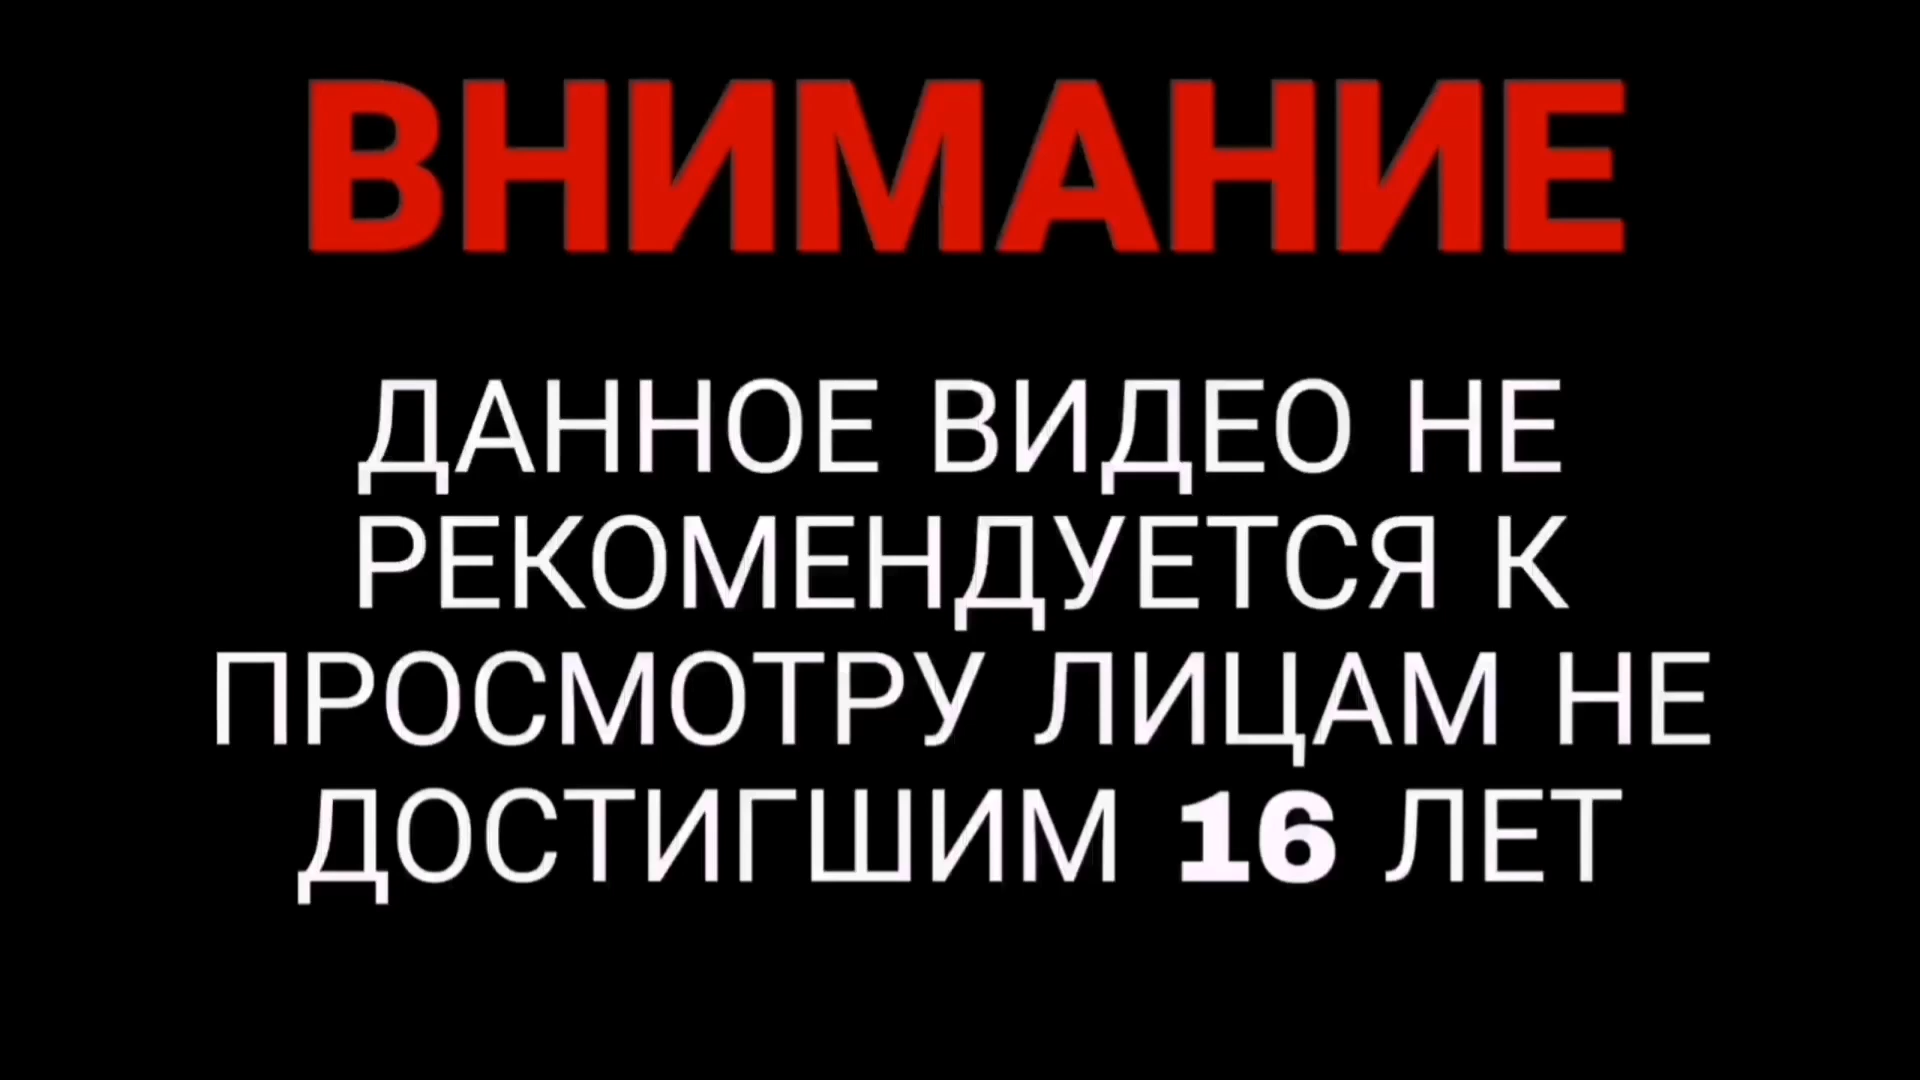 ВНИМАНИЕ
ДАННОЕ ВИДЕО НЕ
РЕКОМЕНДУЕТСЯ К
ПРОСМОТРУ ЛИЦАМ НЕ
ДОСТИГШИМ 16 ЛЕТ